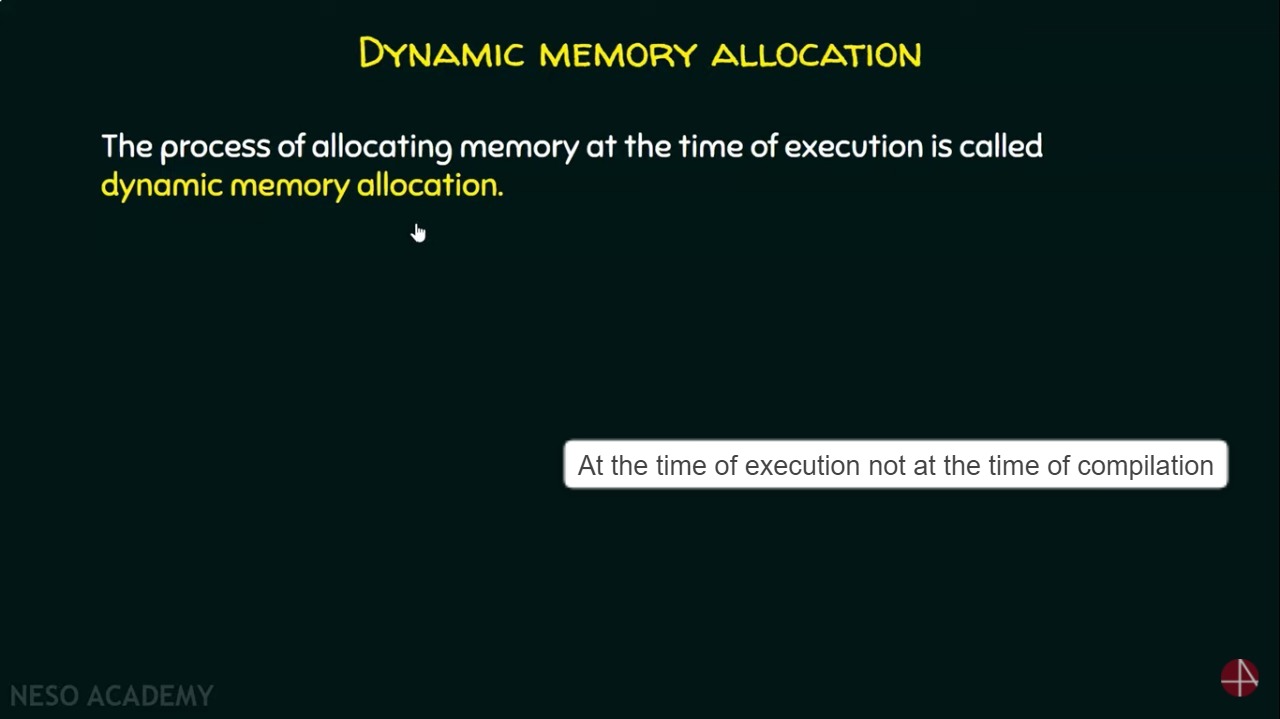 DYNAMIC MEMORY ALLOCATION
The process of allocating memory at the time of execution is called
dynamic memory allocation.
At the time of execution not at the time of compilation
NESO ACADEMY